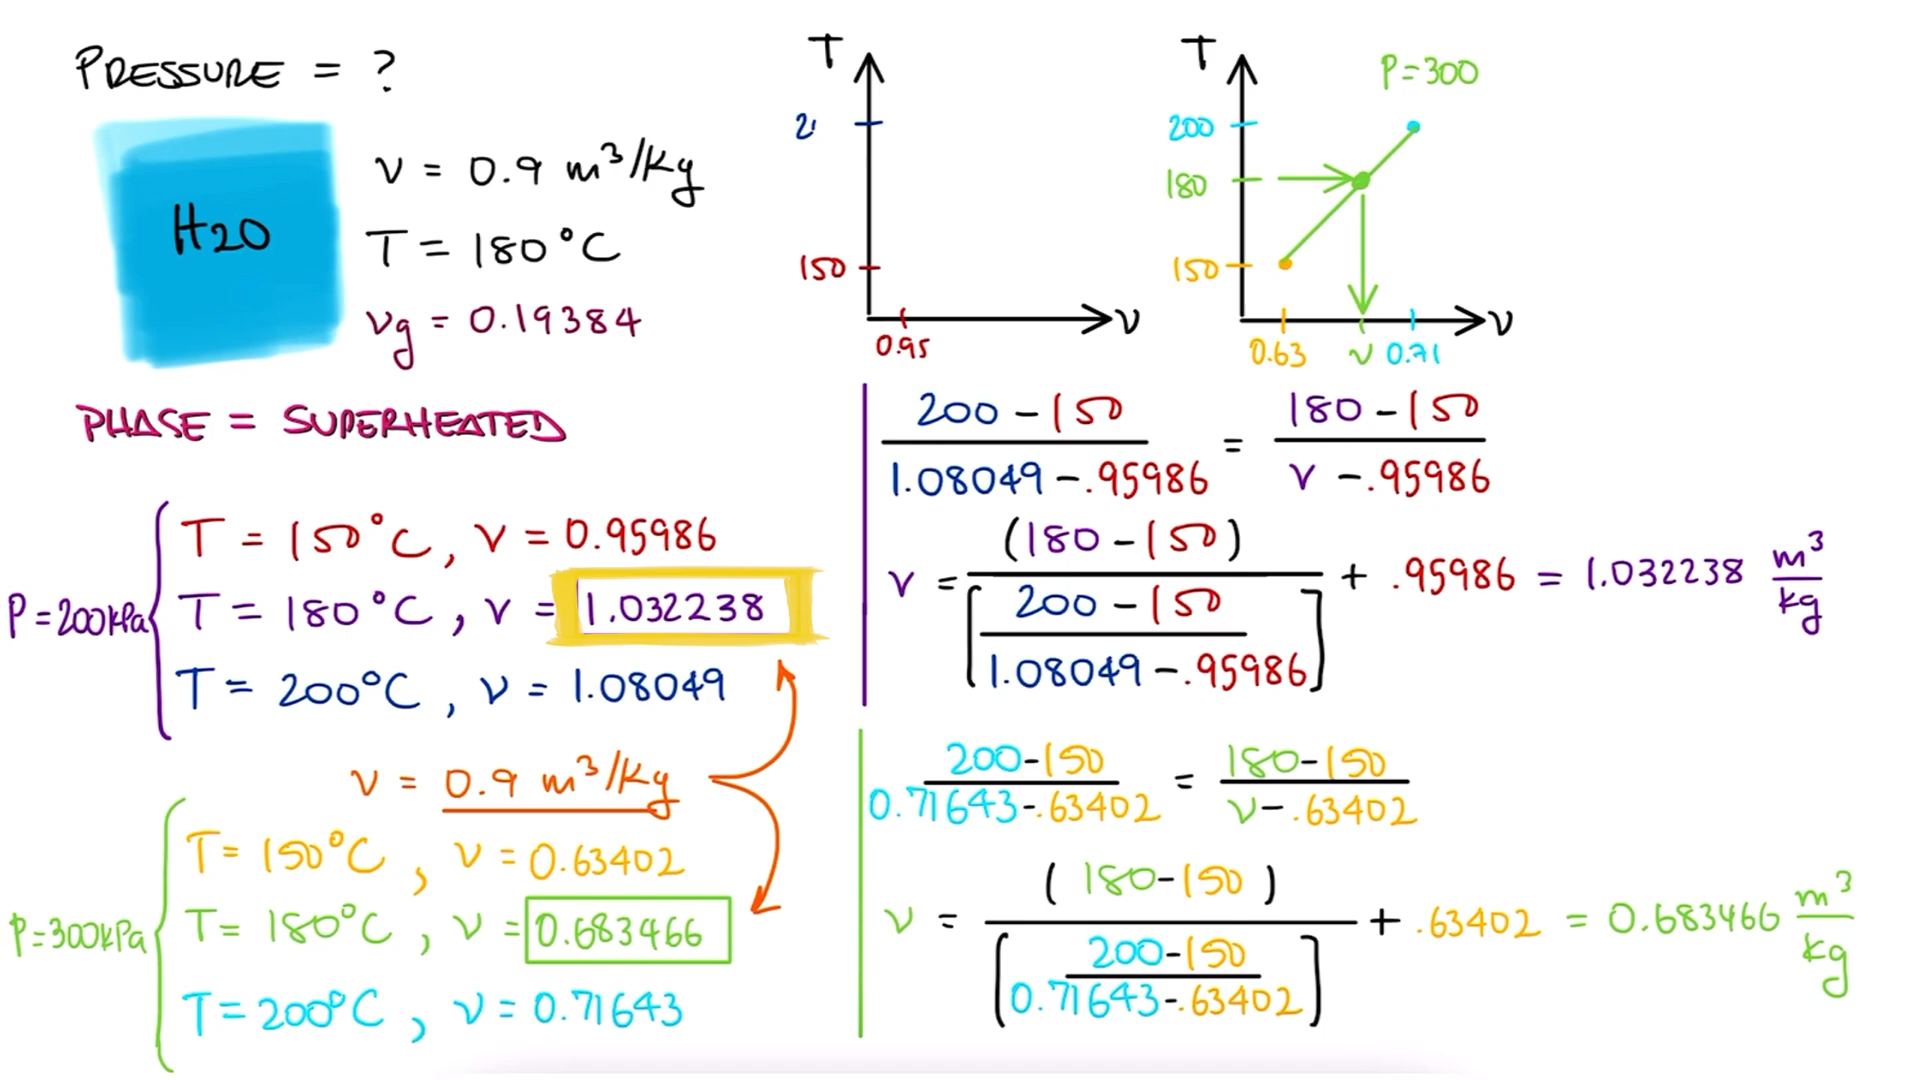 PRESSURE = ?
H2O
ν = 0.9 m³/kg
T = 180°C
νg = 0.19384
PHASE = SUPERHEATED
P = 200kPa
T = 150°C, ν = 0.95986
T = 180°C, ν = 1.032238
T = 200°C, ν = 1.08049
ν = 0.9 m³/kg
P=300kPa
T = 150°C, ν = 0.63402
T = 180°C, ν = 0.683466
T = 200°C, ν = 0.71643
T
150
0.95
ν
T
P=300
200
180
150
0.63 ν 0.71
ν
200 - 150 = 180 - 150
1.08049 - .95986 ν - .95986
(180 - 150)
ν = + .95986 = 1.032238 m³/kg
[200 - 150
1.08049 - .95986]
200-150 = 180-150
0.71643-.63402 ν-.63402
(180-150)
ν = + .63402 = 0.683466 m³/kg
[200-150
0.71643-.63402]